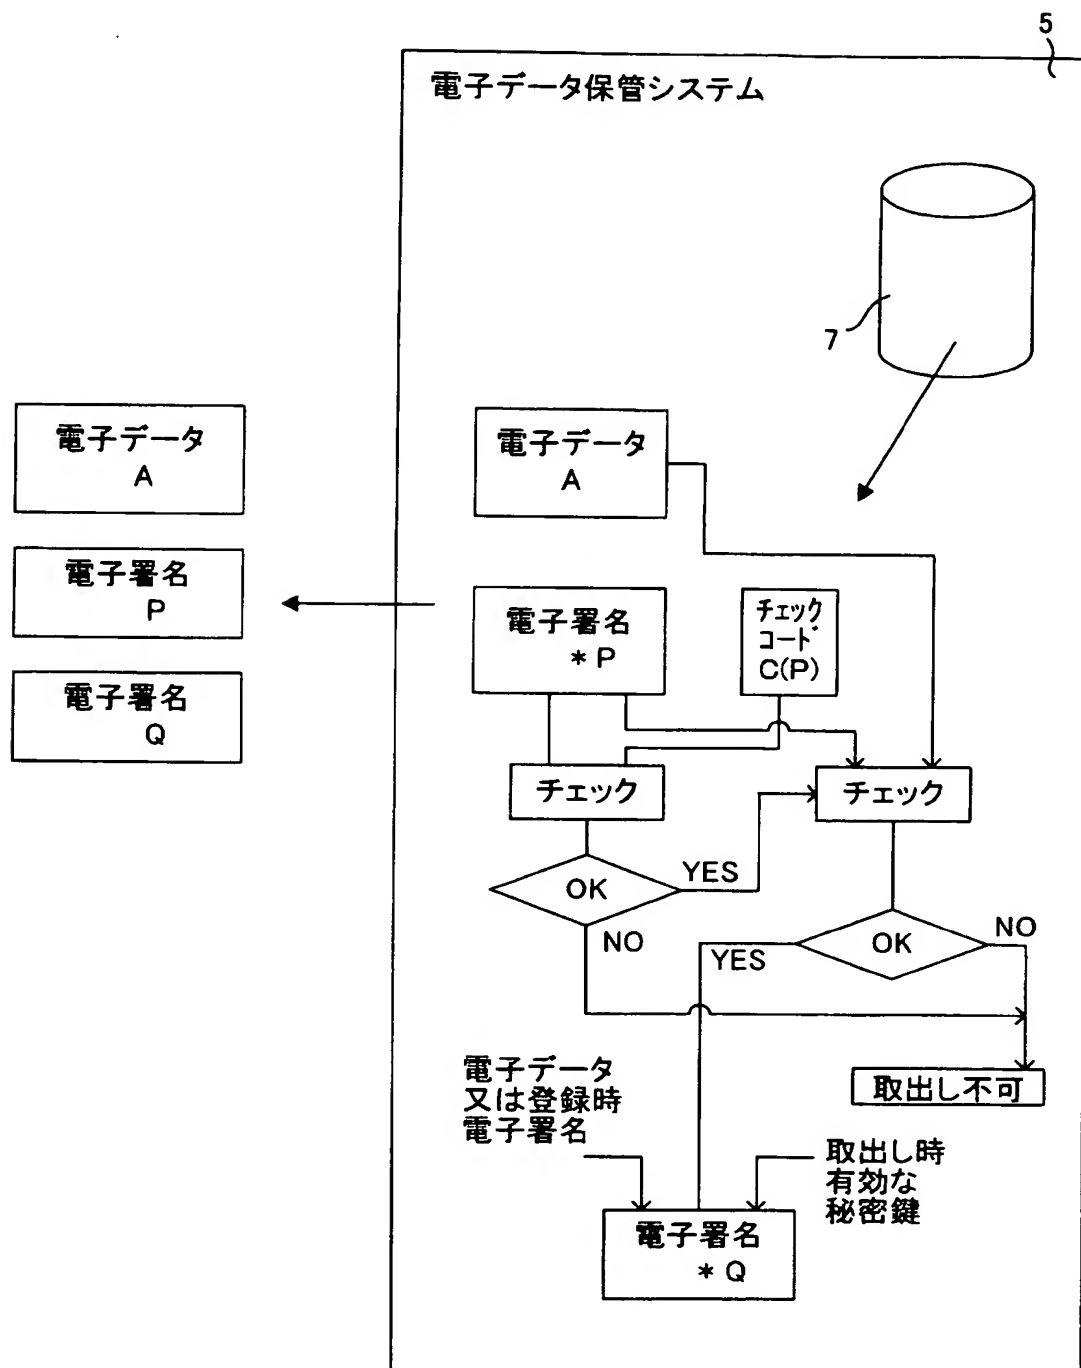 5
電子データ保管システム
7
電子データ
A
電子署名
P
電子署名
Q
電子データ
A
電子署名
*P
チェック
コード
C(P)
チェック
チェック
OK
YES
NO
OK
YES
NO
取出し不可
電子データ
又は登録時
電子署名
取出し時
有効な
秘密鍵
電子署名
*Q